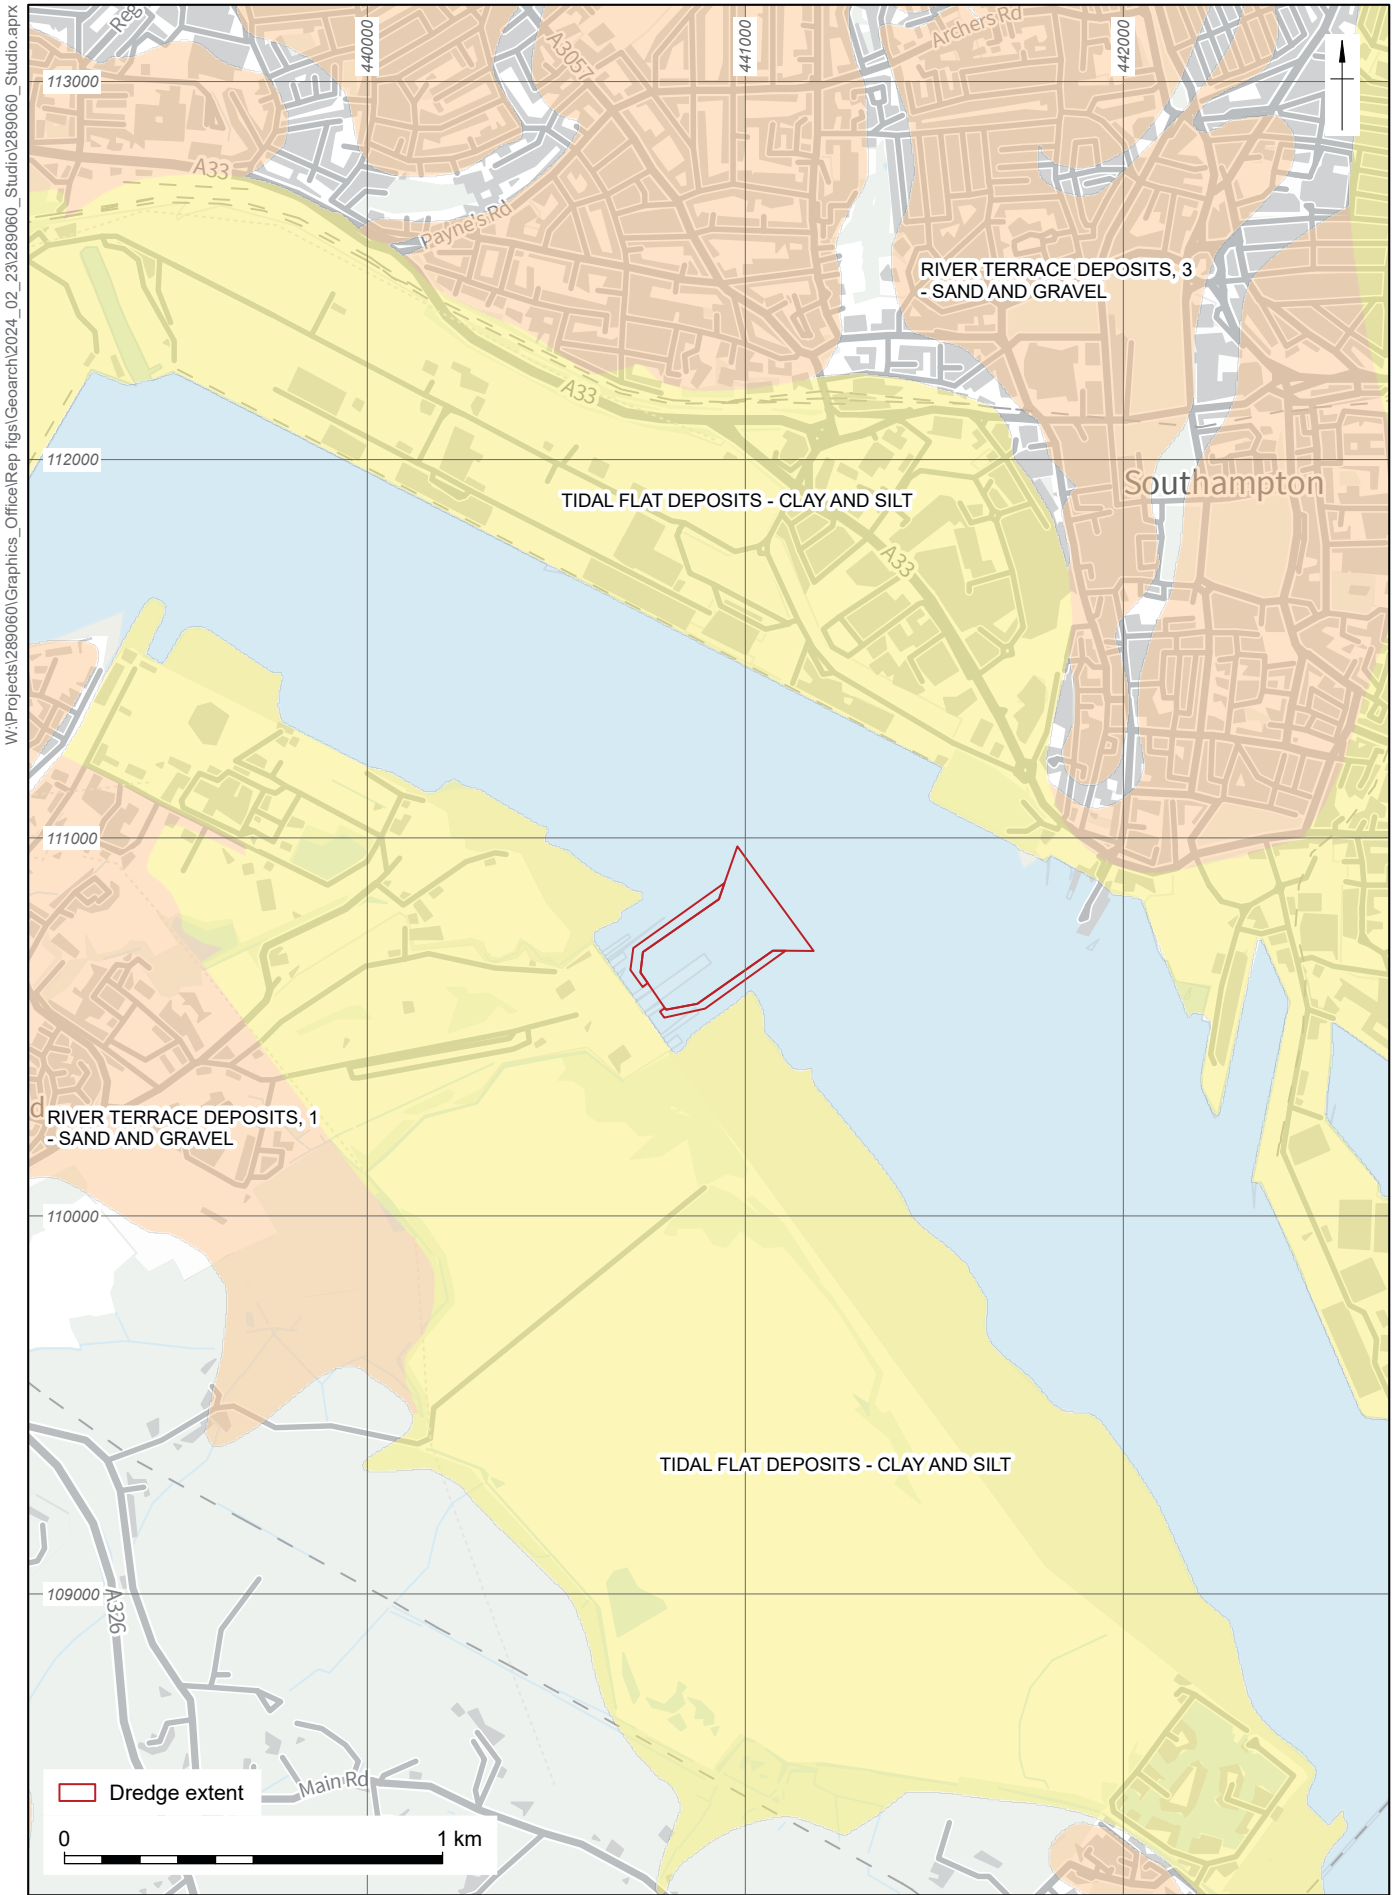 W:\Projects\289060\Graphics_Office\Rep figs\Geoarch\2024_02_23\289060_Studio\289060_Studio.aprx
Reg
440000
A3057
441000
Archers Rd
442000
113000
A33
Payne's Rd
RIVER TERRACE DEPOSITS, 3
- SAND AND GRAVEL
A33
112000
Southampton
TIDAL FLAT DEPOSITS - CLAY AND SILT
A33
111000
d
RIVER TERRACE DEPOSITS, 1
- SAND AND GRAVEL
110000
TIDAL FLAT DEPOSITS - CLAY AND SILT
109000
A326
Main Rd
Dredge extent
0 1 km